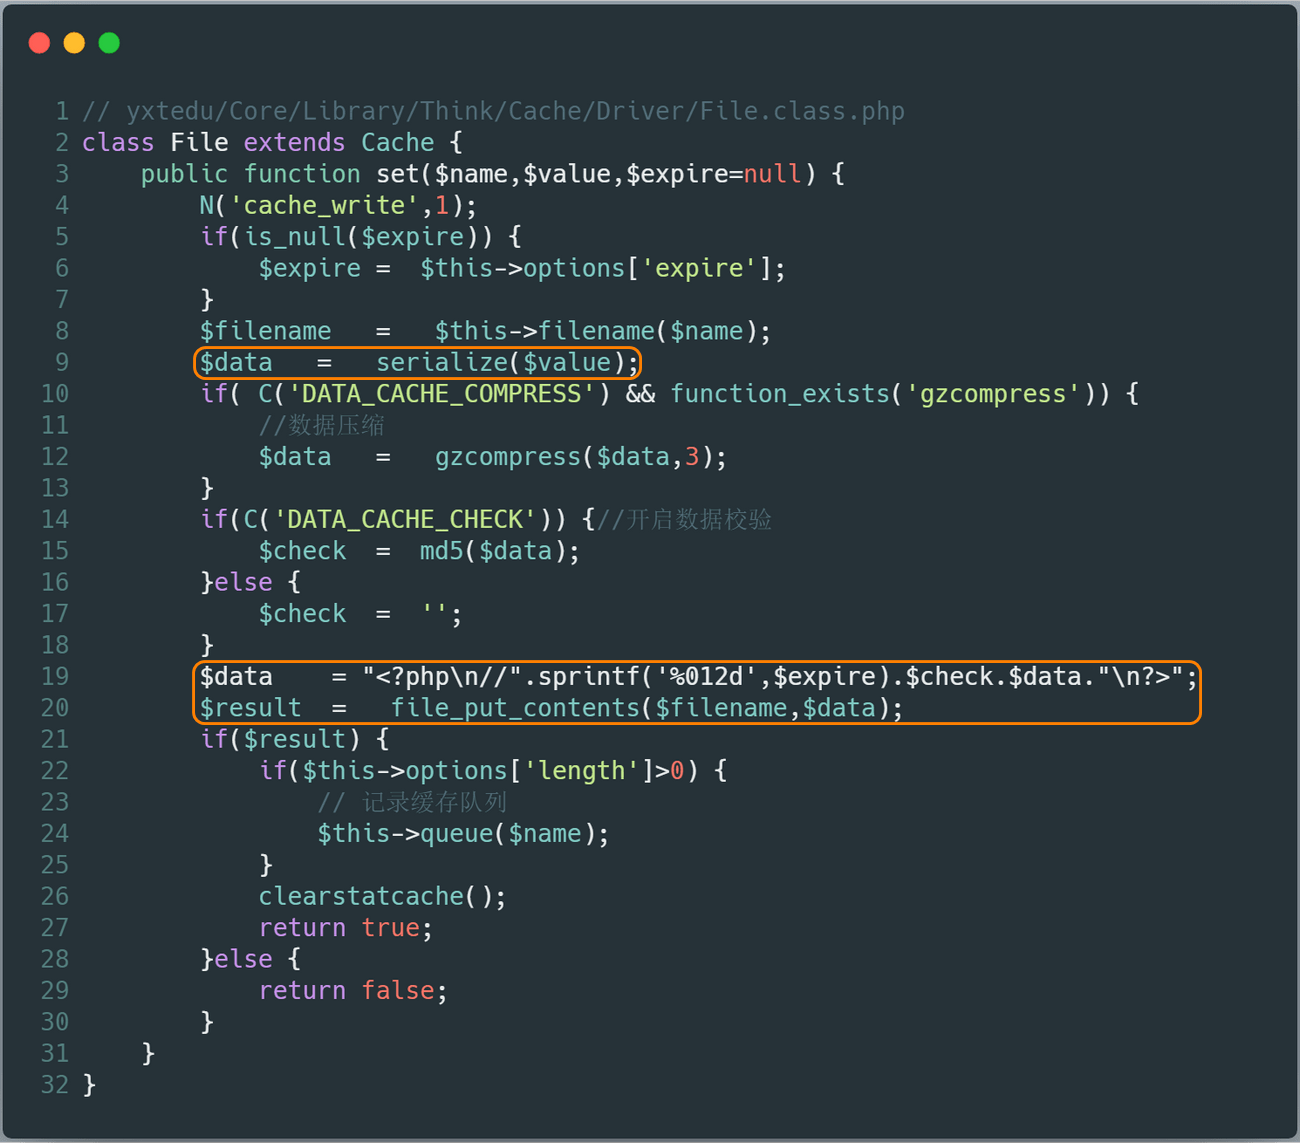 1 // yxtedu/Core/Library/Think/Cache/Driver/File.class.php
2 class File extends Cache {
3     public function set($name,$value,$expire=null) {
4         N('cache_write',1);
5         if(is_null($expire)) {
6             $expire =  $this->options['expire'];
7         }
8         $filename   =   $this->filename($name);
9         $data   =   serialize($value);
10         if( C('DATA_CACHE_COMPRESS') && function_exists('gzcompress')) {
11             //数据压缩
12             $data   =   gzcompress($data,3);
13         }
14         if(C('DATA_CACHE_CHECK')) {//开启数据校验
15             $check  =  md5($data);
16         }else {
17             $check  =  '';
18         }
19         $data    = "<?php\n//".sprintf('%012d',$expire).$check.$data."\n?>";
20         $result  =   file_put_contents($filename,$data);
21         if($result) {
22             if($this->options['length']>0) {
23                 // 记录缓存队列
24                 $this->queue($name);
25             }
26             clearstatcache();
27             return true;
28         }else {
29             return false;
30         }
31     }
32 }